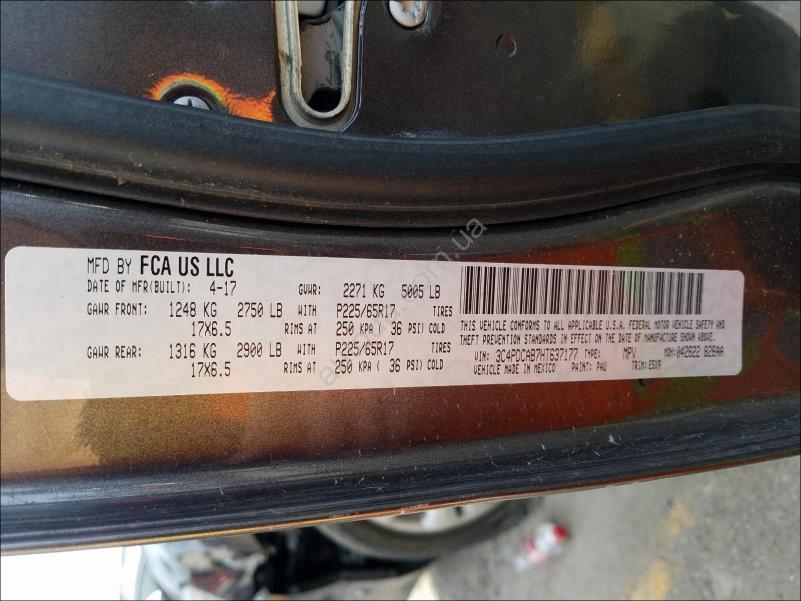 MFD BY FCA US LLC
DATE OF MFR(BUILT): 4-17 GVWR: 2271 KG 5005 LB
GAWR FRONT: 1248 KG 2750 LB WITH P225/65R17 TIRES
17X6.5 RIMS AT 250 KPA ( 36 PSI) COLD
GAWR REAR: 1316 KG 2900 LB WITH P225/65R17 TIRES
17X6.5 RIMS AT 250 KPA ( 36 PSI) COLD
THIS VEHICLE CONFORMS TO ALL APPLICABLE U.S.A. FEDERAL MOTOR VEHICLE SAFETY AND
THEFT PREVENTION STANDARDS IN EFFECT ON THE DATE OF MANUFACTURE SHOWN ABOVE.
VIN: 3C4PDCAB7HT637177 TYPE: MPV MDH: 042622 826AA
VEHICLE MADE IN MEXICO PAINT: PAU TRIM: E5X9